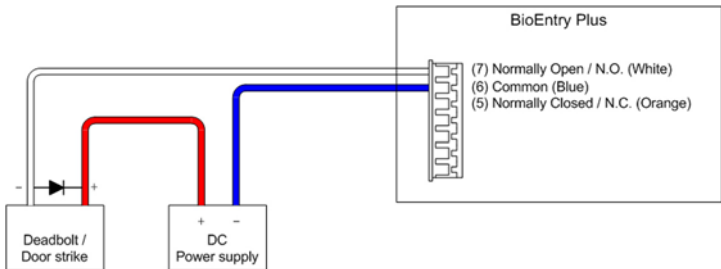 BioEntry Plus
(7) Normally Open / N.O. (White)
(6) Common (Blue)
(5) Normally Closed / N.C. (Orange)
− +
+ −
Deadbolt /
Door strike
DC
Power supply